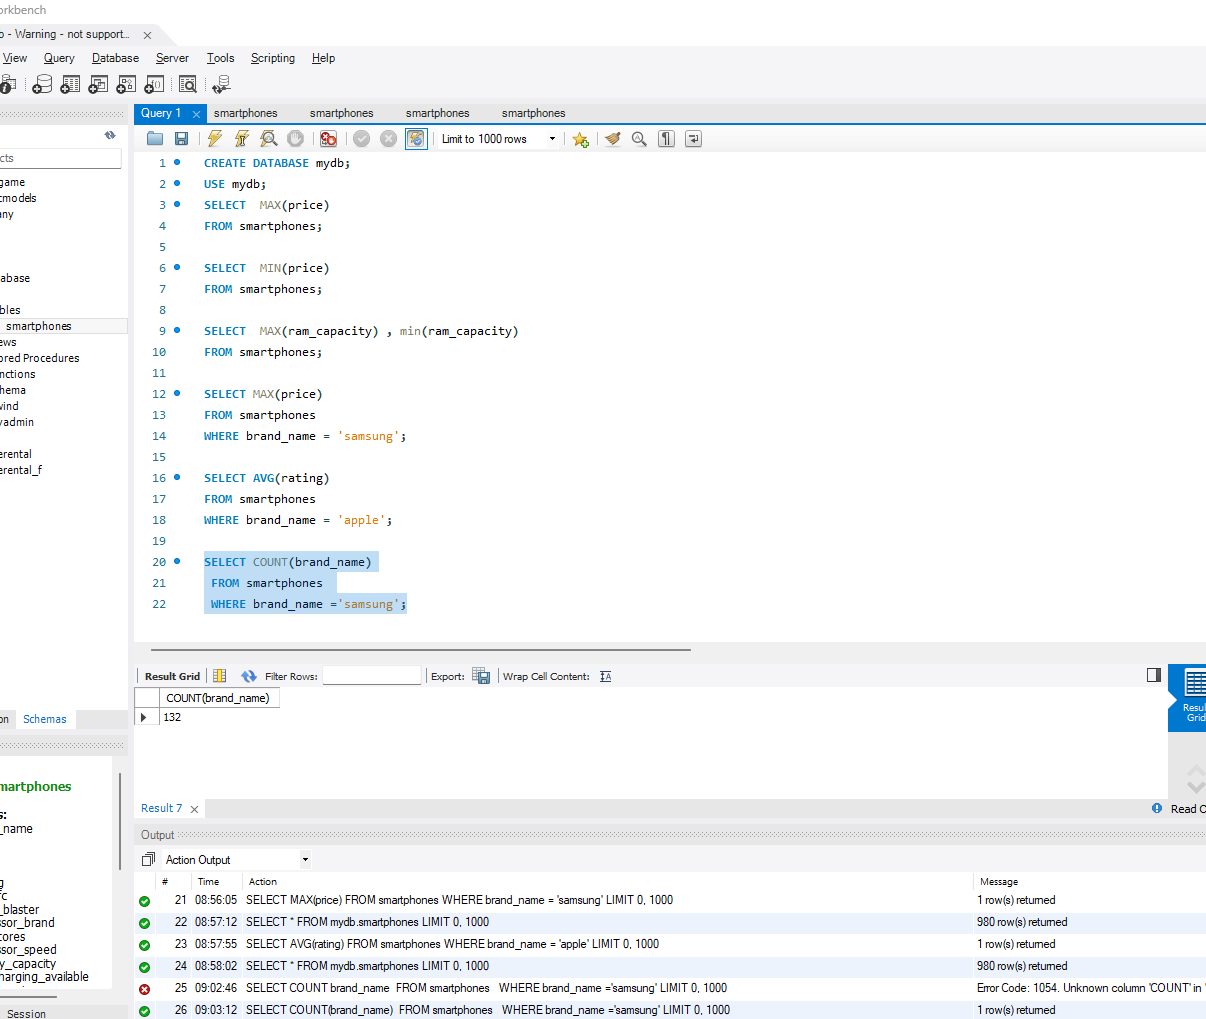 orkbench
o - Warning - not support...
View Query Database Server Tools Scripting Help
Query 1 smartphones smartphones smartphones smartphones
Limit to 1000 rows
cts
game
cmodels
any
abase
bles
smartphones
ews
ored Procedures
nctions
hema
wind
yadmin
erental
erental_f
1 CREATE DATABASE mydb;
2 USE mydb;
3 SELECT MAX(price)
4 FROM smartphones;
5
6 SELECT MIN(price)
7 FROM smartphones;
8
9 SELECT MAX(ram_capacity) , min(ram_capacity)
10 FROM smartphones;
11
12 SELECT MAX(price)
13 FROM smartphones
14 WHERE brand_name = 'samsung';
15
16 SELECT AVG(rating)
17 FROM smartphones
18 WHERE brand_name = 'apple';
19
20 SELECT COUNT(brand_name)
21 FROM smartphones
22 WHERE brand_name ='samsung';
Result Grid Filter Rows: Export: Wrap Cell Content:
COUNT(brand_name)
132
Resul
Grid
on Schemas
martphones
s:
_name
g
fc
_blaster
ssor_brand
cores
ssor_speed
y_capacity
harging_available
Session
Result 7
Read O
Output
Action Output
# Time Action Message
21 08:56:05 SELECT MAX(price) FROM smartphones WHERE brand_name = 'samsung' LIMIT 0, 1000 1 row(s) returned
22 08:57:12 SELECT * FROM mydb.smartphones LIMIT 0, 1000 980 row(s) returned
23 08:57:55 SELECT AVG(rating) FROM smartphones WHERE brand_name = 'apple' LIMIT 0, 1000 1 row(s) returned
24 08:58:02 SELECT * FROM mydb.smartphones LIMIT 0, 1000 980 row(s) returned
25 09:02:46 SELECT COUNT brand_name FROM smartphones WHERE brand_name ='samsung' LIMIT 0, 1000 Error Code: 1054. Unknown column 'COUNT' in '
26 09:03:12 SELECT COUNT(brand_name) FROM smartphones WHERE brand_name ='samsung' LIMIT 0, 1000 1 row(s) returned